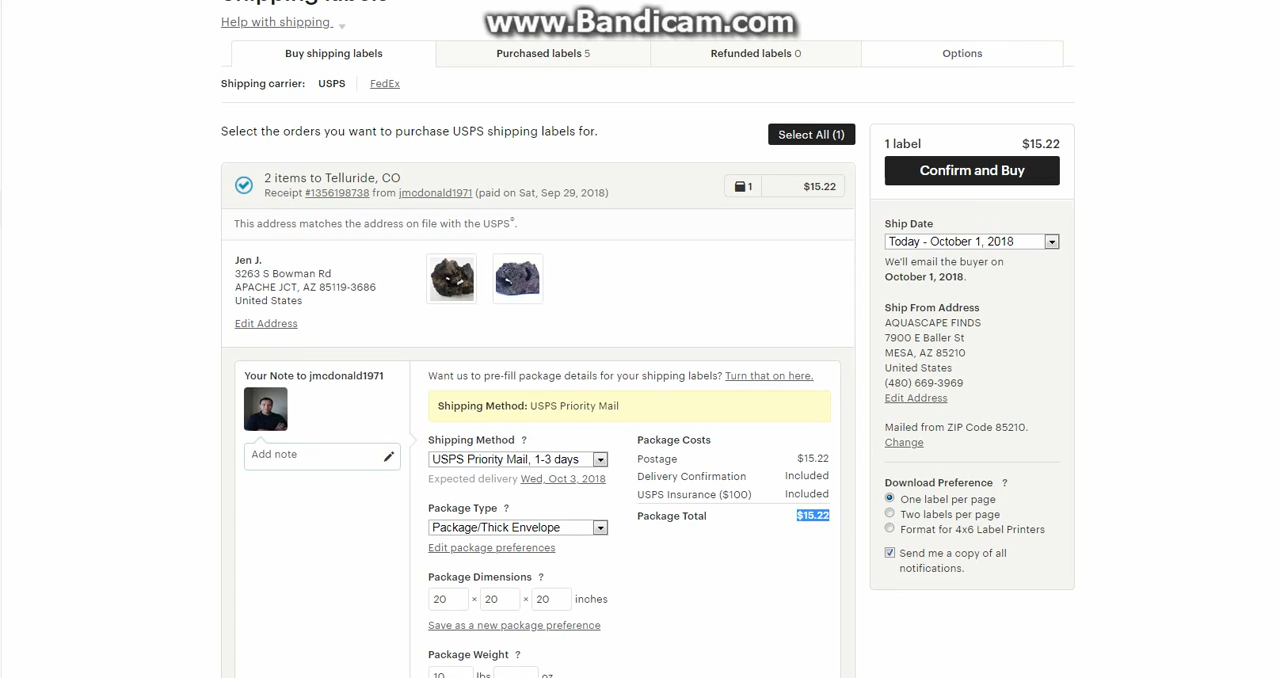 www.Bandicam.com
Help with shipping
Buy shipping labels
Purchased labels 5
Refunded labels 0
Options
Shipping carrier: USPS FedEx
Select the orders you want to purchase USPS shipping labels for.
Select All (1)
2 items to Telluride, CO
Receipt #1356198738 from jmcdonald1971 (paid on Sat, Sep 29, 2018)
1 $15.22
This address matches the address on file with the USPS®.
Jen J.
3263 S Bowman Rd
APACHE JCT, AZ 85119-3686
United States
Edit Address
Your Note to jmcdonald1971
Add note
Want us to pre-fill package details for your shipping labels? Turn that on here.
Shipping Method: USPS Priority Mail
Shipping Method ?
USPS Priority Mail, 1-3 days
Expected delivery Wed, Oct 3, 2018
Package Type ?
Package/Thick Envelope
Edit package preferences
Package Dimensions ?
20 × 20 × 20 inches
Save as a new package preference
Package Weight ?
10 lbs oz
Package Costs
Postage $15.22
Delivery Confirmation Included
USPS Insurance ($100) Included
Package Total $15.22
1 label $15.22
Confirm and Buy
Ship Date
Today - October 1, 2018
We'll email the buyer on
October 1, 2018.
Ship From Address
AQUASCAPE FINDS
7900 E Baller St
MESA, AZ 85210
United States
(480) 669-3969
Edit Address
Mailed from ZIP Code 85210.
Change
Download Preference ?
One label per page
Two labels per page
Format for 4x6 Label Printers
Send me a copy of all
notifications.